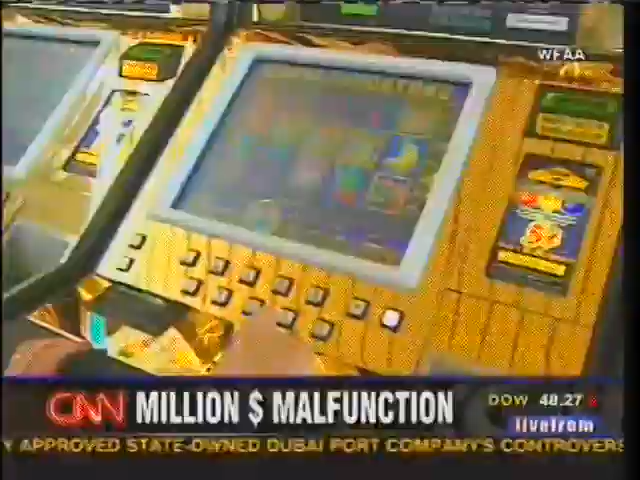 WFAA
CNN MILLION $ MALFUNCTION
DOW 48.27
livefrom
Y APPROVED STATE-OWNED DUBAI PORT COMPANY'S CONTROVERS